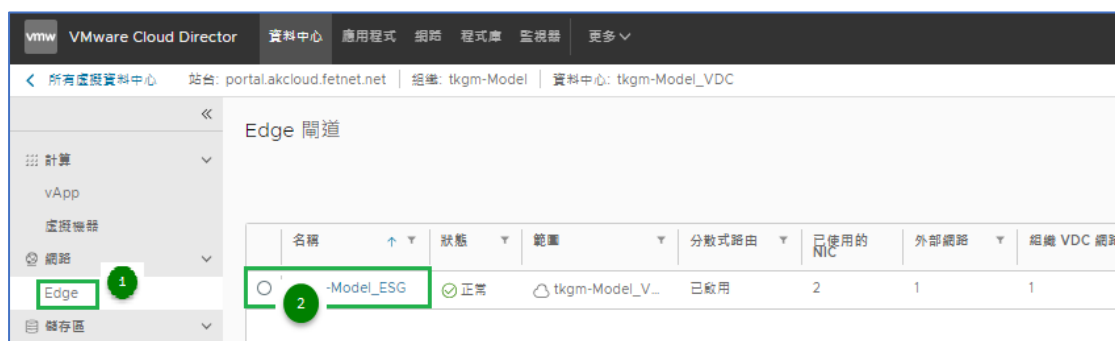 vmw VMware Cloud Director 資料中心 應用程式 網路 程式庫 監視器 更多
所有虛擬資料中心 站台: portal.akcloud.fetnet.net 組織: tkgm-Model 資料中心: tkgm-Model_VDC
Edge 閘道
計算
vApp
虛擬機器
網路
Edge
儲存區
1
名稱 狀態 範圍 分散式路由 已使用的 NIC 外部網路 組織 VDC 網路
2
-Model_ESG 正常 tkgm-Model_V... 已啟用 2 1 1